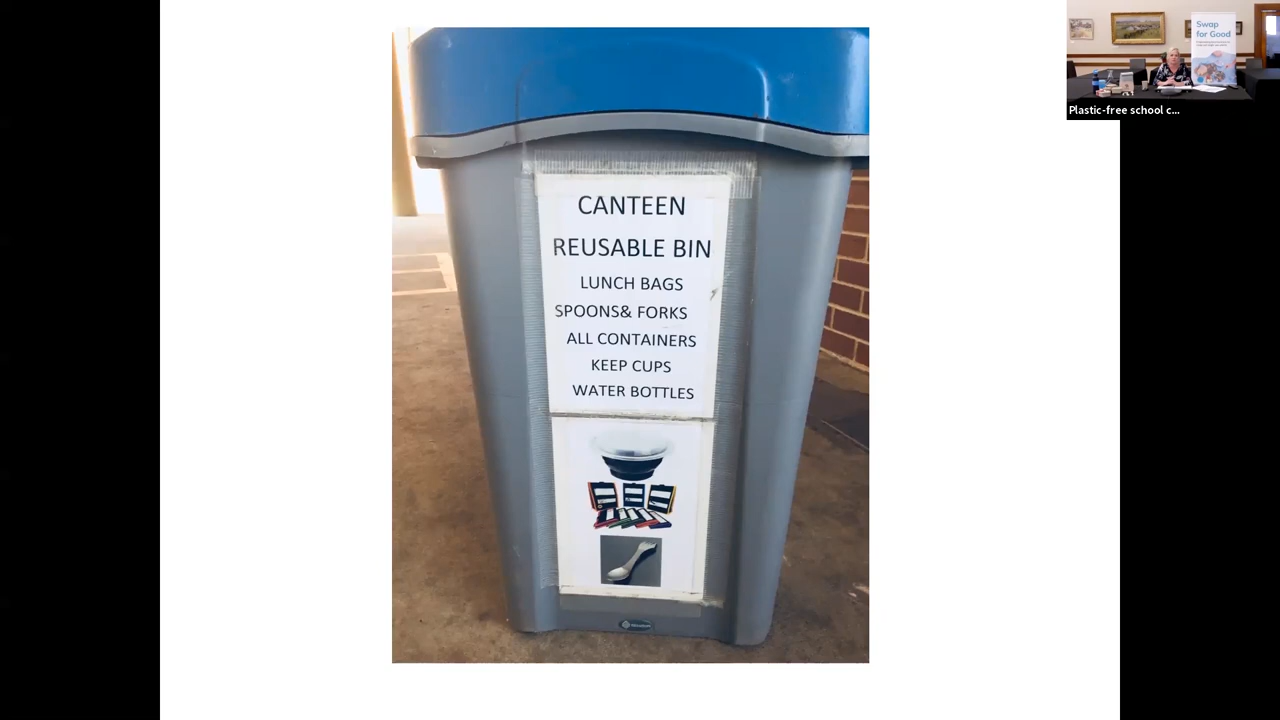 CANTEEN
REUSABLE BIN
LUNCH BAGS
SPOONS& FORKS
ALL CONTAINERS
KEEP CUPS
WATER BOTTLES
Swap
for Good
Plastic-free school c...